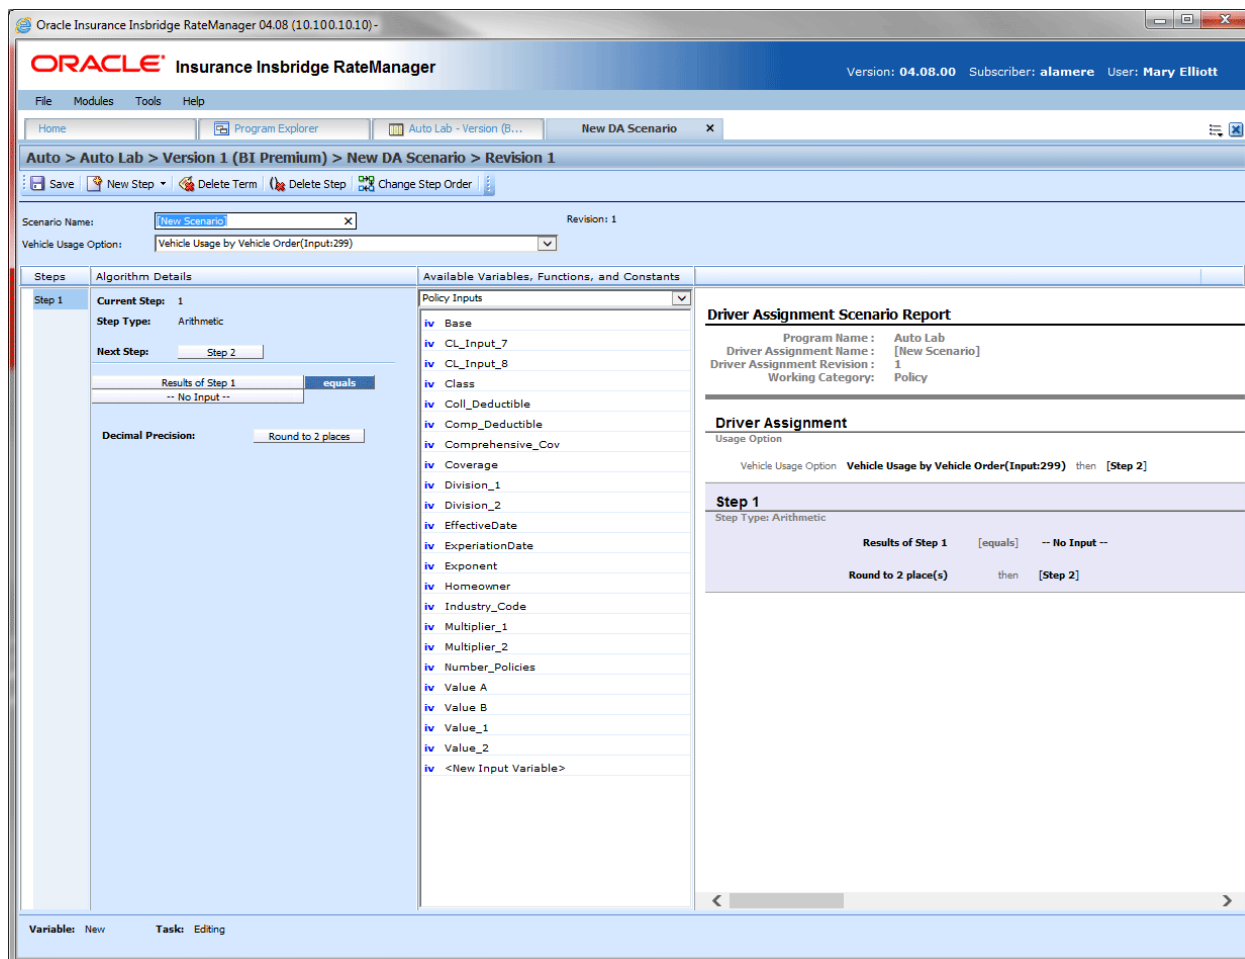 Oracle Insurance Insbridge RateManager 04.08 (10.100.10.10) -
ORACLE Insurance Insbridge RateManager
Version: 04.08.00 Subscriber: alamere User: Mary Elliott
File Modules Tools Help
Home Program Explorer Auto Lab - Version (B... New DA Scenario X
Auto > Auto Lab > Version 1 (BI Premium) > New DA Scenario > Revision 1
Save New Step Delete Term Delete Step Change Step Order
Scenario Name: [New Scenario] X Revision: 1
Vehicle Usage Option: Vehicle Usage by Vehicle Order(Input:299)
Steps Algorithm Details Available Variables, Functions, and Constants
Step 1
Current Step: 1
Step Type: Arithmetic
Next Step: Step 2
Results of Step 1 equals
-- No Input --
Decimal Precision: Round to 2 places
Policy Inputs
iv Base
iv CL_Input_7
iv CL_Input_8
iv Class
iv Coll_Deductible
iv Comp_Deductible
iv Comprehensive_Cov
iv Coverage
iv Division_1
iv Division_2
iv EffectiveDate
iv ExperiationDate
iv Exponent
iv Homeowner
iv Industry_Code
iv Multiplier_1
iv Multiplier_2
iv Number_Policies
iv Value A
iv Value B
iv Value_1
iv Value_2
iv <New Input Variable>
Driver Assignment Scenario Report
Program Name : Auto Lab
Driver Assignment Name : [New Scenario]
Driver Assignment Revision : 1
Working Category: Policy
Driver Assignment
Usage Option
Vehicle Usage Option Vehicle Usage by Vehicle Order(Input:299) then [Step 2]
Step 1
Step Type: Arithmetic
Results of Step 1 [equals] -- No Input --
Round to 2 place(s) then [Step 2]
Variable: New Task: Editing